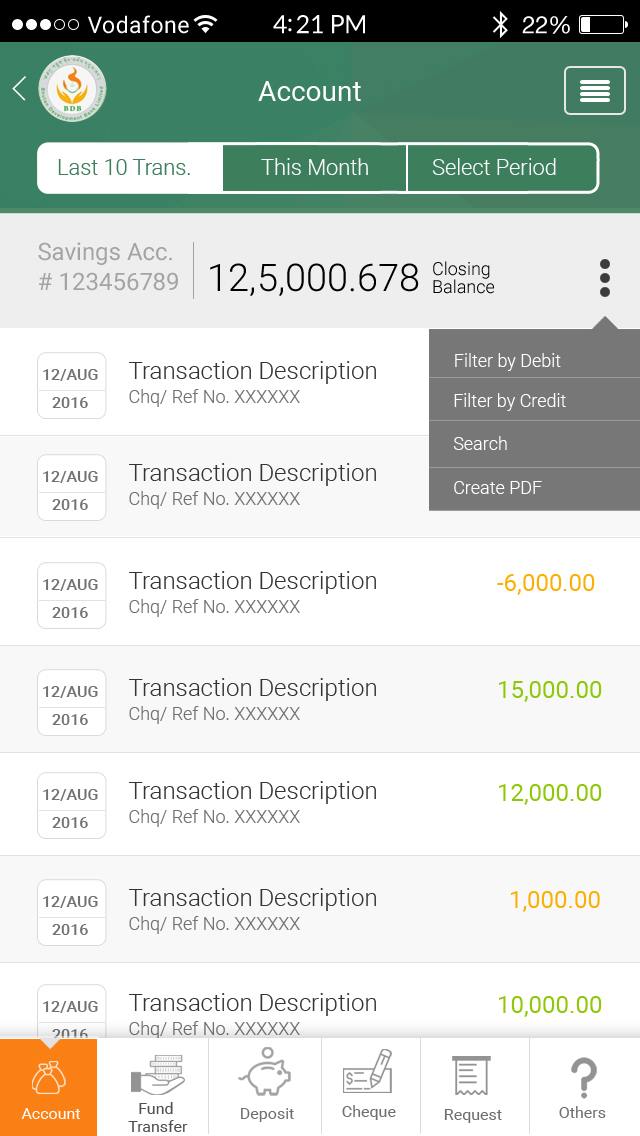 Vodafone 4:21 PM 22%
BDB
Account
Last 10 Trans. This Month Select Period
Savings Acc.
# 123456789
12,5,000.678
Closing
Balance
Filter by Debit
Filter by Credit
Search
Create PDF
12/AUG
2016
Transaction Description
Chq/ Ref No. XXXXXX
12/AUG
2016
Transaction Description
Chq/ Ref No. XXXXXX
12/AUG
2016
Transaction Description
Chq/ Ref No. XXXXXX
-6,000.00
12/AUG
2016
Transaction Description
Chq/ Ref No. XXXXXX
15,000.00
12/AUG
2016
Transaction Description
Chq/ Ref No. XXXXXX
12,000.00
12/AUG
2016
Transaction Description
Chq/ Ref No. XXXXXX
1,000.00
12/AUG
2016
Transaction Description
Chq/ Ref No. XXXXXX
10,000.00
Account
Fund
Transfer
Deposit
Cheque
Request
Others